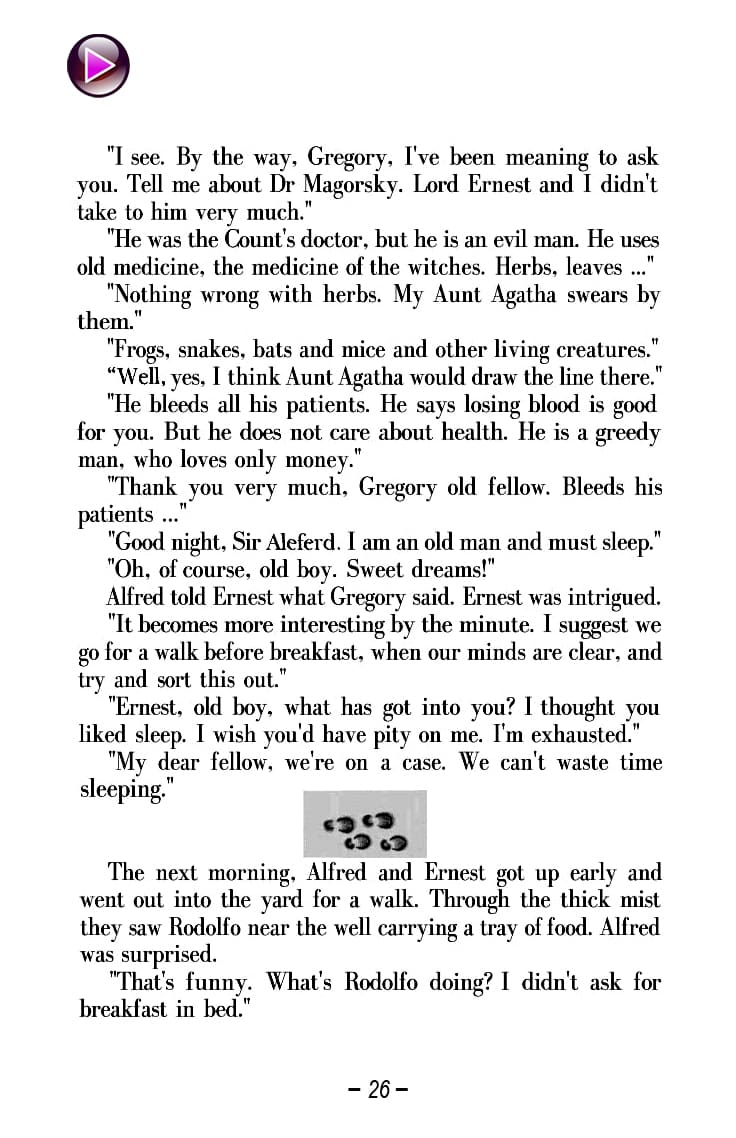 "I see. By the way, Gregory, I've been meaning to ask
you. Tell me about Dr Magorsky. Lord Ernest and I didn't
take to him very much."
"He was the Count's doctor, but he is an evil man. He uses
old medicine, the medicine of the witches. Herbs, leaves ..."
"Nothing wrong with herbs. My Aunt Agatha swears by
them."
"Frogs, snakes, bats and mice and other living creatures."
“Well, yes, I think Aunt Agatha would draw the line there."
"He bleeds all his patients. He says losing blood is good
for you. But he does not care about health. He is a greedy
man, who loves only money."
"Thank you very much, Gregory old fellow. Bleeds his
patients ..."
"Good night, Sir Aleferd. I am an old man and must sleep."
"Oh, of course, old boy. Sweet dreams!"
Alfred told Ernest what Gregory said. Ernest was intrigued.
"It becomes more interesting by the minute. I suggest we
go for a walk before breakfast, when our minds are clear, and
try and sort this out."
"Ernest, old boy, what has got into you? I thought you
liked sleep. I wish you'd have pity on me. I'm exhausted."
"My dear fellow, we're on a case. We can't waste time
sleeping."
The next morning, Alfred and Ernest got up early and
went out into the yard for a walk. Through the thick mist
they saw Rodolfo near the well carrying a tray of food. Alfred
was surprised.
"That's funny. What's Rodolfo doing? I didn't ask for
breakfast in bed."
– 26 –